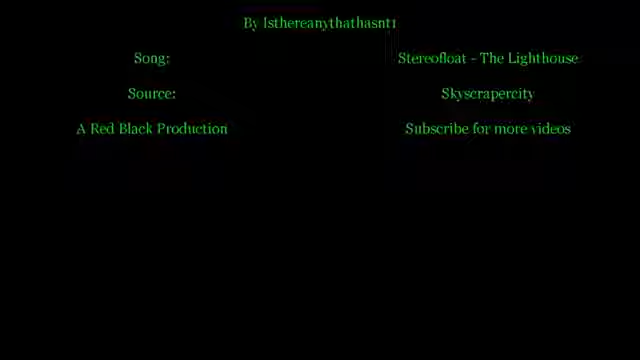 By Isthereanythathasnt1
Song: Stereofloat - The Lighthouse
Source: Skyscrapercity
A Red Black Production Subscribe for more videos